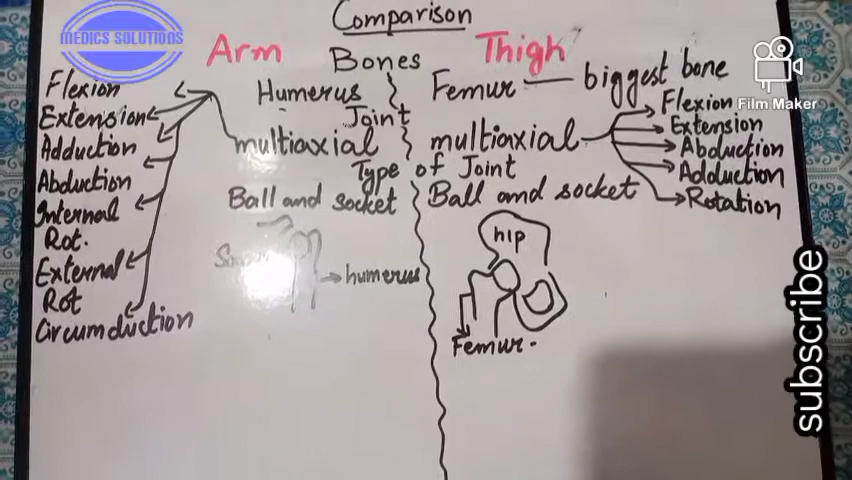 Comparison
MEDICS SOLUTIONS
Arm Bones Thigh
Humerus Femur — biggest bone
Joint
multiaxial multiaxial
Type of Joint
Ball and socket Ball and socket
Flexion
Extension
Adduction
Abduction
Internal
Rot.
External
Rot
Circumduction
Flexion
Extension
Abduction
Adduction
Rotation
humerus
hip
Femur.
Film Maker
subscribe